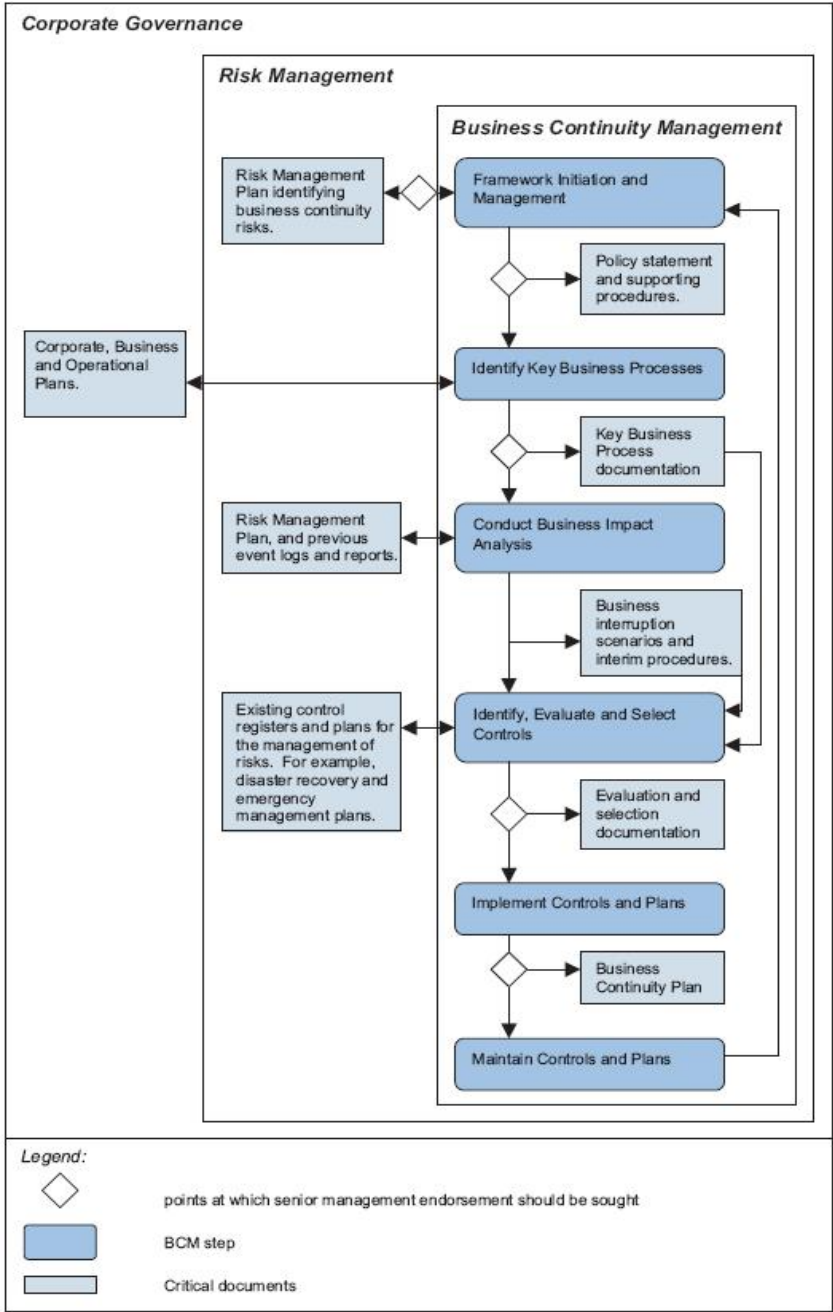 Corporate Governance
Risk Management
Business Continuity Management
Risk Management
Plan identifying
business continuity
risks.
Framework Initiation and
Management
Policy statement
and supporting
procedures.
Corporate, Business
and Operational
Plans.
Identify Key Business Processes
Key Business
Process
documentation
Risk Management
Plan, and previous
event logs and reports.
Conduct Business Impact
Analysis
Business
interruption
scenarios and
interim procedures.
Existing control
registers and plans for
the management of
risks. For example,
disaster recovery and
emergency
management plans.
Identify, Evaluate and Select
Controls
Evaluation and
selection
documentation
Implement Controls and Plans
Business
Continuity Plan
Maintain Controls and Plans
Legend:
points at which senior management endorsement should be sought
BCM step
Critical documents